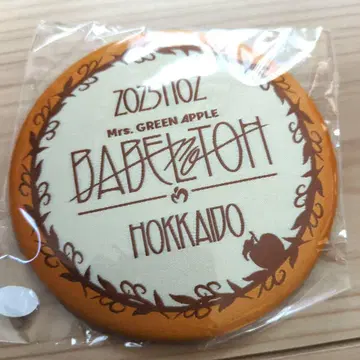 20251102
Mrs. GREEN APPLE
BABEL no TOH
HOKKAIDO